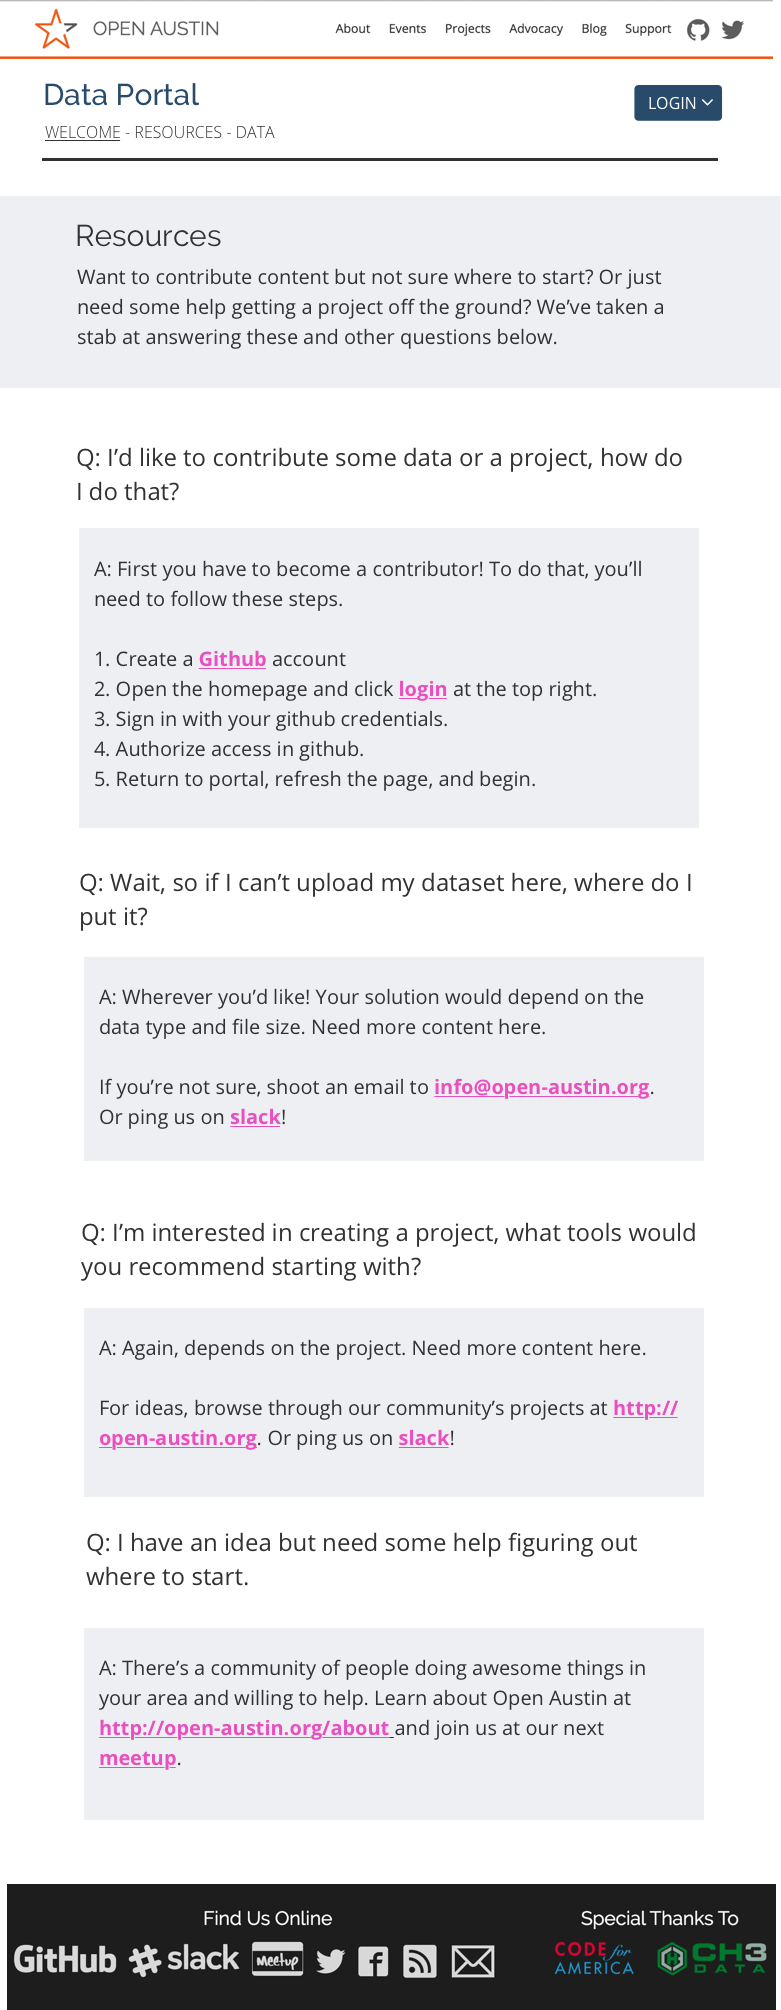 OPEN AUSTIN
About Events Projects Advocacy Blog Support
Data Portal
LOGIN
WELCOME - RESOURCES - DATA
Resources
Want to contribute content but not sure where to start? Or just
need some help getting a project off the ground? We’ve taken a
stab at answering these and other questions below.
Q: I’d like to contribute some data or a project, how do
I do that?
A: First you have to become a contributor! To do that, you’ll
need to follow these steps.
1. Create a Github account
2. Open the homepage and click login at the top right.
3. Sign in with your github credentials.
4. Authorize access in github.
5. Return to portal, refresh the page, and begin.
Q: Wait, so if I can’t upload my dataset here, where do I
put it?
A: Wherever you’d like! Your solution would depend on the
data type and file size. Need more content here.
If you’re not sure, shoot an email to info@open-austin.org.
Or ping us on slack!
Q: I’m interested in creating a project, what tools would
you recommend starting with?
A: Again, depends on the project. Need more content here.
For ideas, browse through our community’s projects at http://
open-austin.org. Or ping us on slack!
Q: I have an idea but need some help figuring out
where to start.
A: There’s a community of people doing awesome things in
your area and willing to help. Learn about Open Austin at
http://open-austin.org/about and join us at our next
meetup.
Find Us Online
GitHub slack Meetup
Special Thanks To
CODE for
AMERICA
CH3
DATA